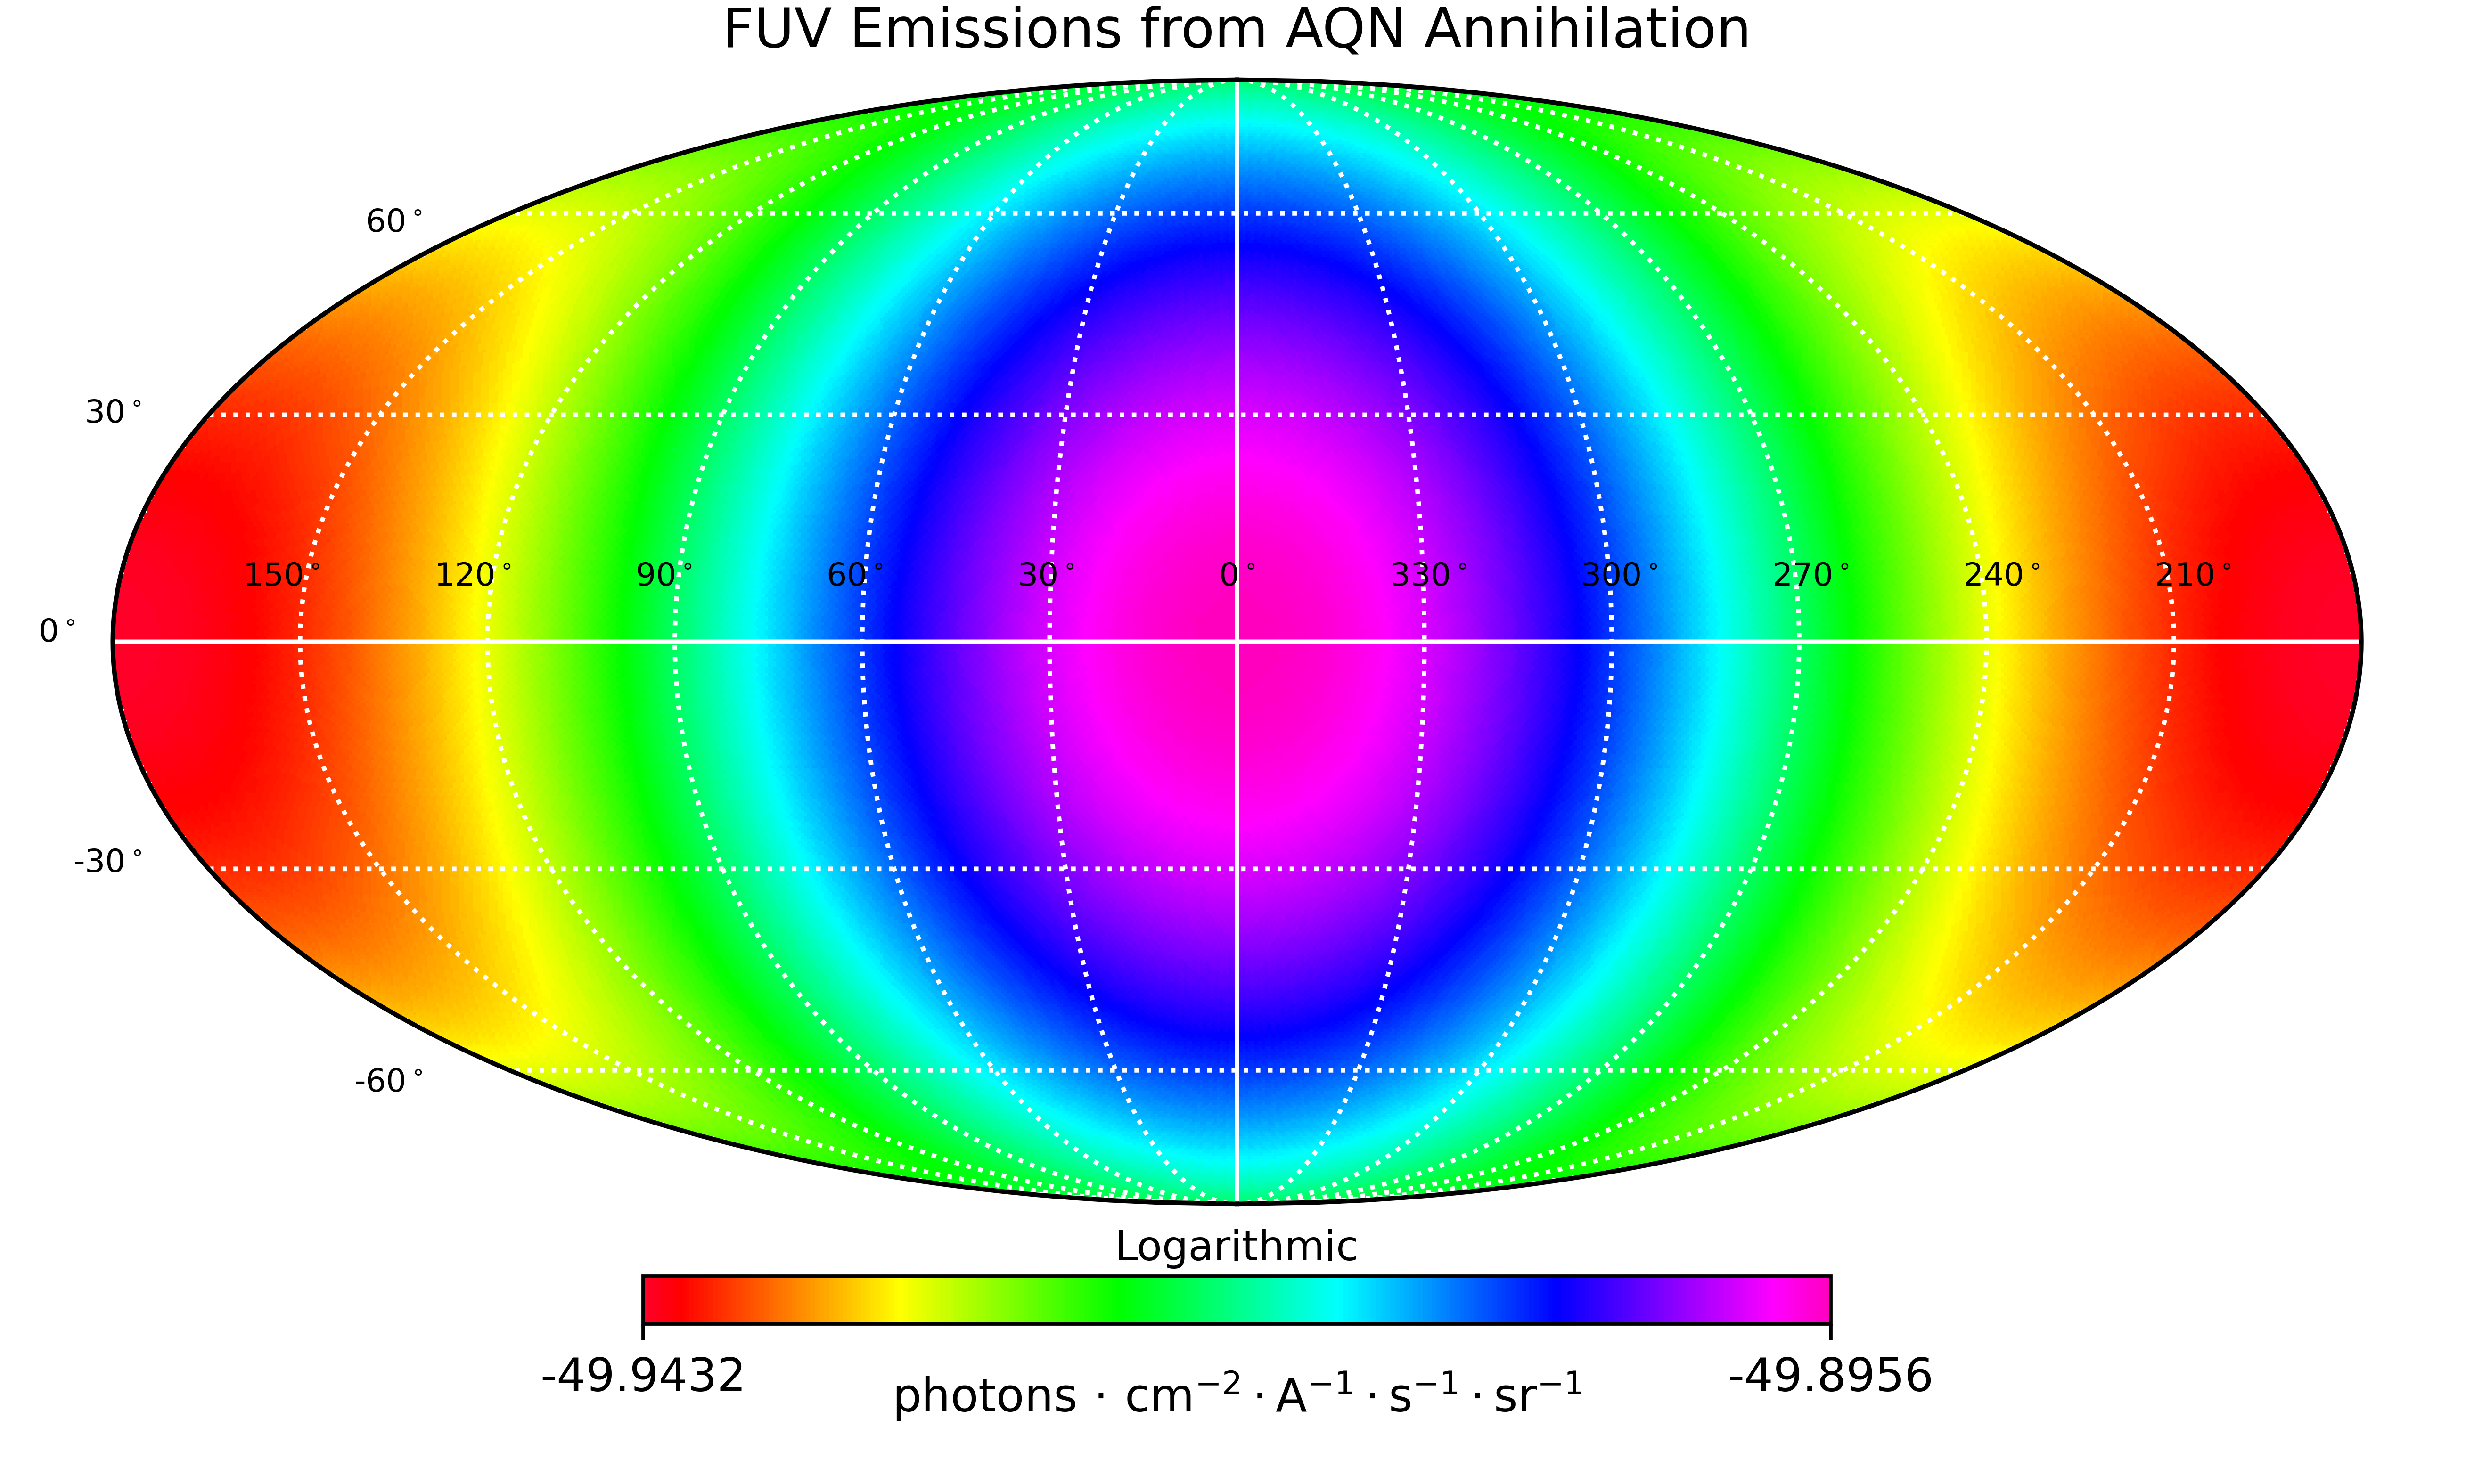 FUV Emissions from AQN Annihilation
60°
30°
150° 120° 90° 60° 30° 0° 330° 300° 270° 240° 210°
0°
-30°
-60°
Logarithmic
-49.9432 -49.8956
photons · cm⁻² · A⁻¹ · s⁻¹ · sr⁻¹